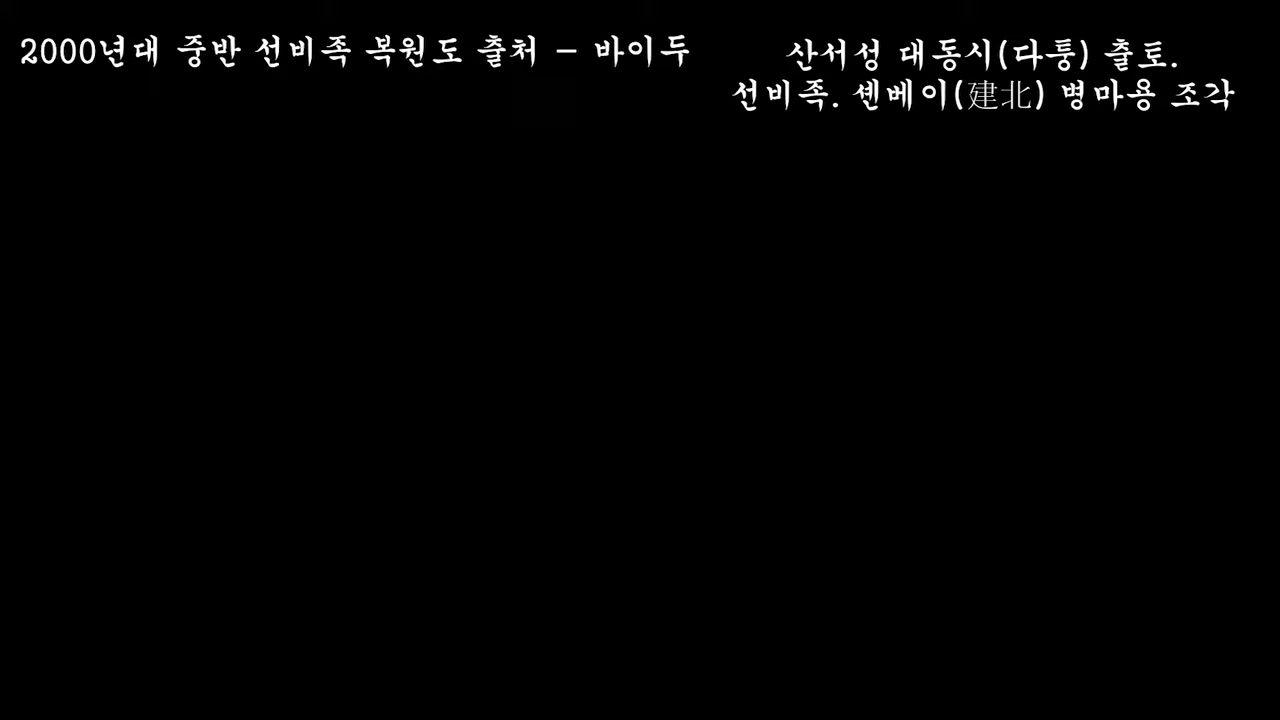 2000년대 중반 선비족 복원도 출처 - 바이두
산서성 대동시(다퉁) 출토.
선비족. 셴베이(建北) 병마용 조각